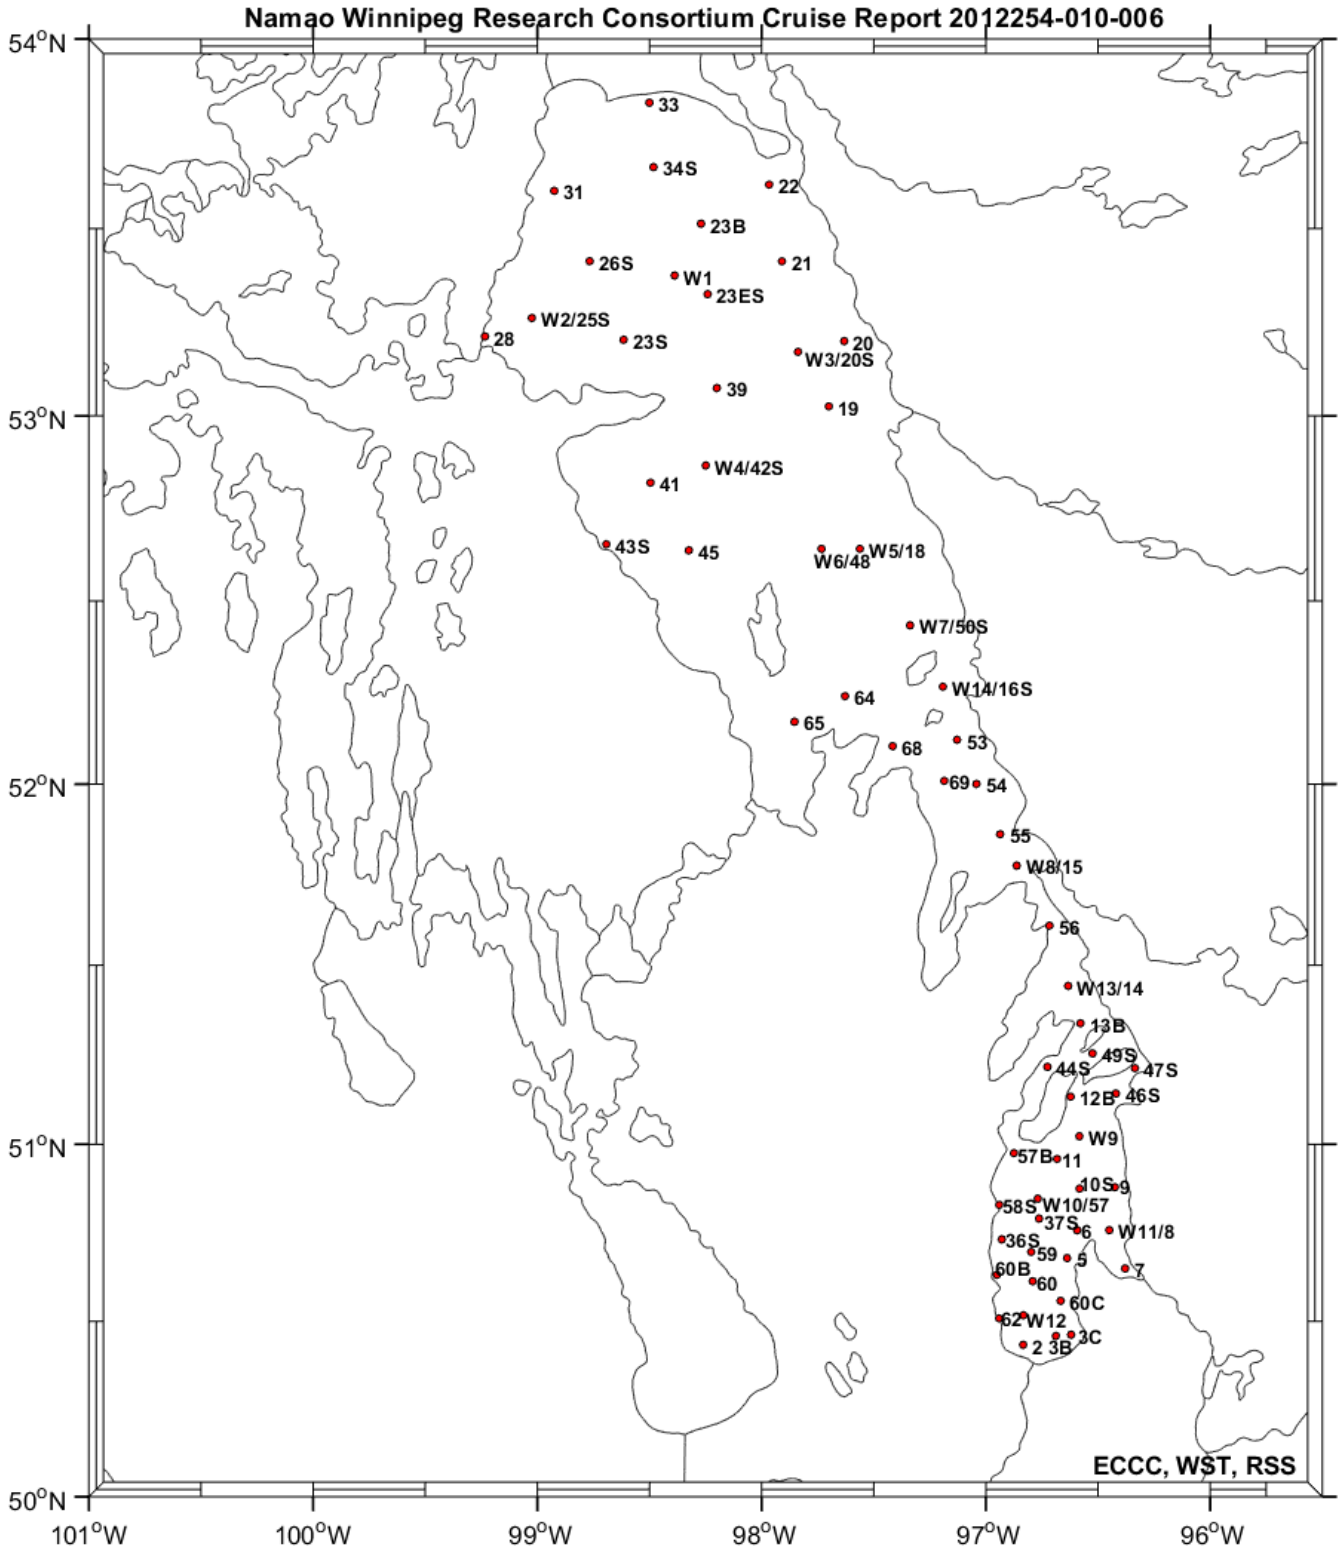 Namao Winnipeg Research Consortium Cruise Report 2012254-010-006
54°N
33
34S
31
22
23B
26S
21
W1
23ES
W2/25S
28
23S
20
W3/20S
39
53°N
19
W4/42S
41
43S
45
W5/18
W6/48
W7/50S
W14/16S
64
65
53
68
52°N
69
54
55
W8/15
56
W13/14
13B
49S
44S
47S
12B
46S
51°N
W9
57B
11
10S
9
58S
W10/57
37S
6
W11/8
36S
59
5
60B
7
60
60C
62
W12
2
3B
3C
ECCC, WST, RSS
50°N
101°W
100°W
99°W
98°W
97°W
96°W